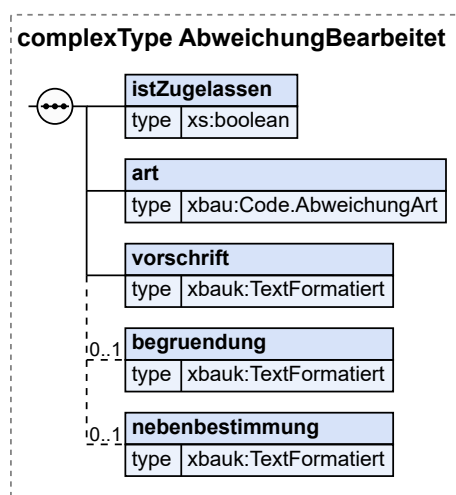 complexType AbweichungBearbeitet
istZugelassen
type xs:boolean
art
type xbau:Code.AbweichungArt
vorschrift
type xbauk:TextFormatiert
0..1 begruendung
type xbauk:TextFormatiert
0..1 nebenbestimmung
type xbauk:TextFormatiert